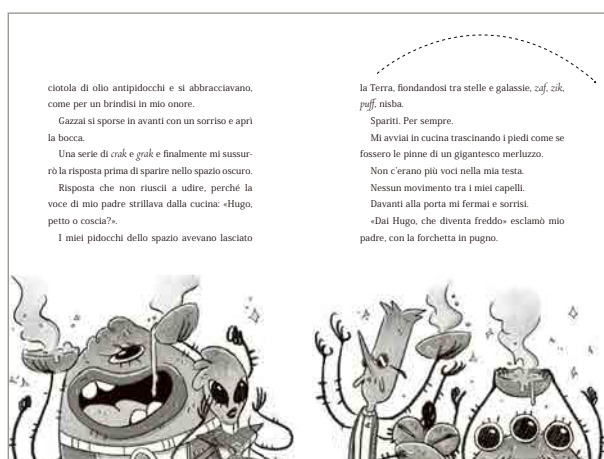 ciotola di olio antipidocchi e si abbracciavano,
come per un brindisi in mio onore.
Gazzai si sporse in avanti con un sorriso e aprì
la bocca.
Una serie di crak e grak e finalmente mi sussur-
rò la risposta prima di sparire nello spazio oscuro.
Risposta che non riuscii a udire, perché la
voce di mio padre strillava dalla cucina: «Hugo,
petto o coscia?».
I miei pidocchi dello spazio avevano lasciato
la Terra, fiondandosi tra stelle e galassie, zaf, zik,
puff, nisba.
Spariti. Per sempre.
Mi avviai in cucina trascinando i piedi come se
fossero le pinne di un gigantesco merluzzo.
Non c'erano più voci nella mia testa.
Nessun movimento tra i miei capelli.
Davanti alla porta mi fermai e sorrisi.
«Dai Hugo, che diventa freddo» esclamò mio
padre, con la forchetta in pugno.